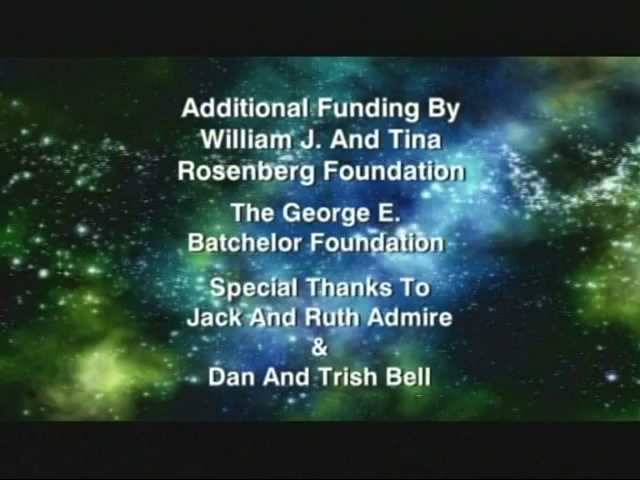 Additional Funding By
William J. And Tina
Rosenberg Foundation
The George E.
Batchelor Foundation
Special Thanks To
Jack And Ruth Admire
&
Dan And Trish Bell